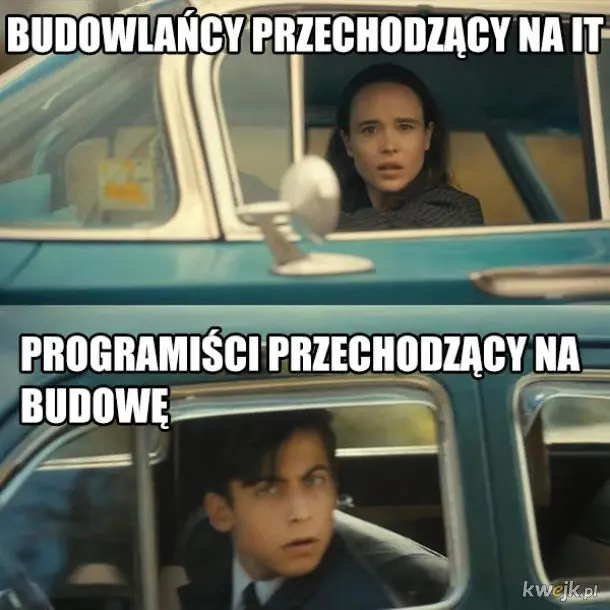 BUDOWLAŃCY PRZECHODZĄCY NA IT
PROGRAMIŚCI PRZECHODZĄCY NA
BUDOWĘ
kwejk.pl